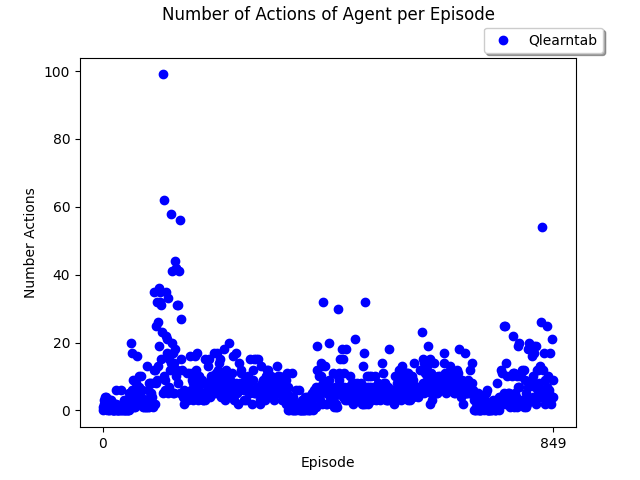 Number of Actions of Agent per Episode
Qlearntab
100
80
60
40
20
0
Number Actions
0
849
Episode